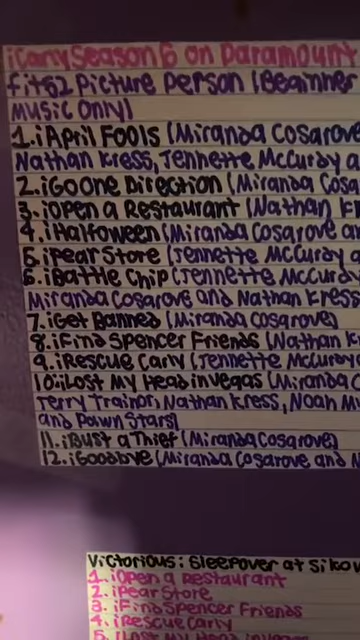 iCarly Season 6 on Paramount
fit62 Picture Person (Beginner
Music Only)
1. iApril Fools (Miranda Cosgrove
Nathan Kress, Jennette McCurdy a
2. iGo One Direction (Miranda Cosg
3. iOpen a Restaurant (Nathan Kr
4. iHalfoween (Miranda Cosgrove an
5. iPear Store (Jennette McCurdy a
6. iBattle Chip (Jennette McCurdy
Miranda Cosgrove and Nathan Kress
7. iGet Banned (Miranda Cosgrove)
8. iFind Spencer Friends (Nathan K
9. iRescue Carly (Jennette McCurdy
10. iLost My Head in Vegas (Miranda C
Terry Trainor, Nathan Kress, Noah M
and Pawn Stars)
11. iBust a Thief (Miranda Cosgrove)
12. iGoodbye (Miranda Cosgrove and N
Victorious: Sleepover at Sikow
1. iOpen a Restaurant
2. iPear Store
3. iFind Spencer Friends
4. iRescue Carly